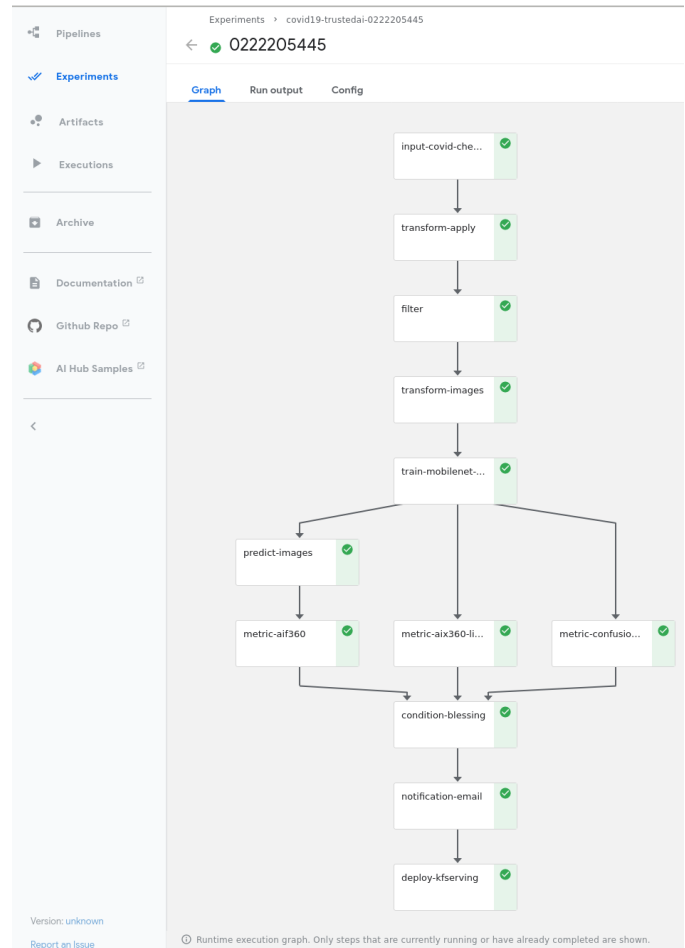 Pipelines
Experiments
Artifacts
Executions
Archive
Documentation
Github Repo
AI Hub Samples
Version: unknown
Report an Issue
Experiments › covid19-trustedai-0222205445
0222205445
Graph Run output Config
input-covid-che...
transform-apply
filter
transform-images
train-mobilenet-...
predict-images
metric-aif360 metric-aix360-li... metric-confusio...
condition-blessing
notification-email
deploy-kfserving
Runtime execution graph. Only steps that are currently running or have already completed are shown.